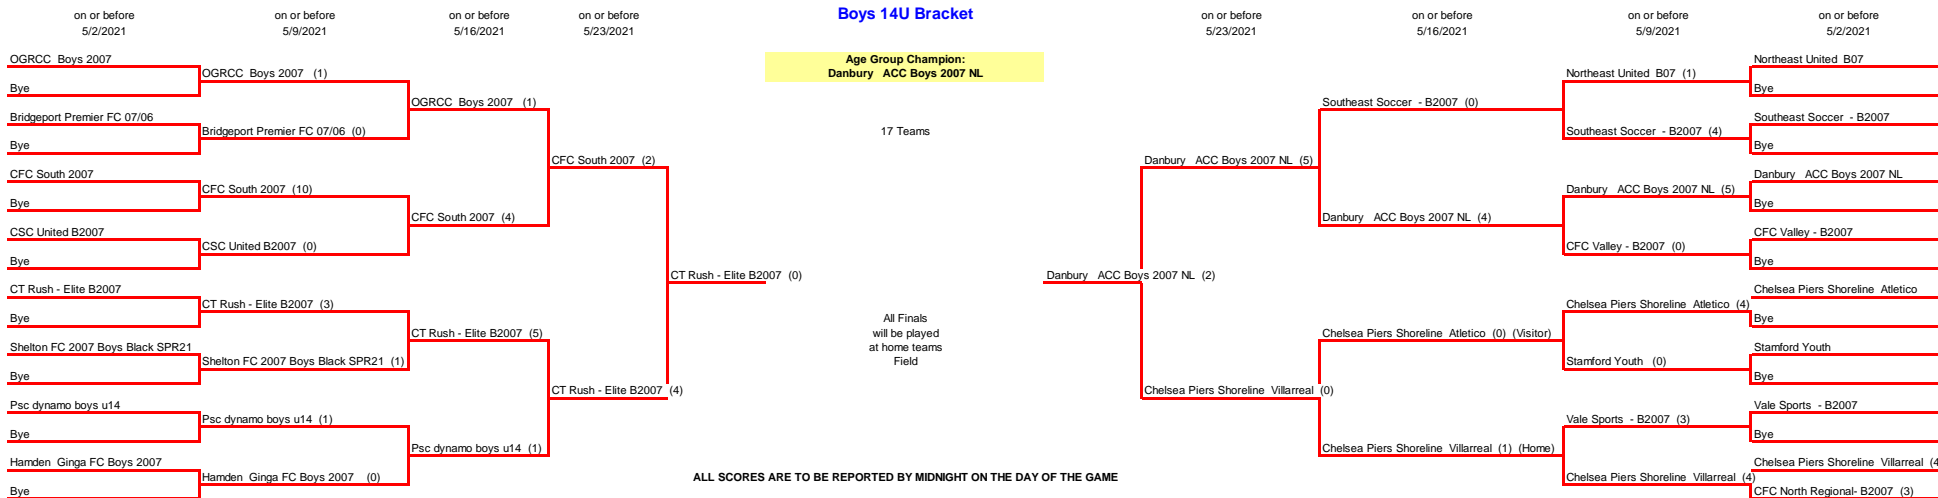 Boys 14U Bracket
on or before
5/2/2021
on or before
5/9/2021
on or before
5/16/2021
on or before
5/23/2021
on or before
5/23/2021
on or before
5/16/2021
on or before
5/9/2021
on or before
5/2/2021
OGRCC Boys 2007
Bye
Bridgeport Premier FC 07/06
Bye
CFC South 2007
Bye
CSC United B2007
Bye
CT Rush - Elite B2007
Bye
Shelton FC 2007 Boys Black SPR21
Bye
Psc dynamo boys u14
Bye
Hamden Ginga FC Boys 2007
Bye
OGRCC Boys 2007 (1)
Bridgeport Premier FC 07/06 (0)
CFC South 2007 (10)
CSC United B2007 (0)
CT Rush - Elite B2007 (3)
Shelton FC 2007 Boys Black SPR21 (1)
Psc dynamo boys u14 (1)
Hamden Ginga FC Boys 2007 (0)
OGRCC Boys 2007 (1)
CFC South 2007 (4)
CT Rush - Elite B2007 (5)
Psc dynamo boys u14 (1)
CFC South 2007 (2)
CT Rush - Elite B2007 (4)
CT Rush - Elite B2007 (0)
Age Group Champion:
Danbury ACC Boys 2007 NL
17 Teams
All Finals
will be played
at home teams
Field
ALL SCORES ARE TO BE REPORTED BY MIDNIGHT ON THE DAY OF THE GAME
Danbury ACC Boys 2007 NL (2)
Danbury ACC Boys 2007 NL (5)
Chelsea Piers Shoreline Villarreal (0)
Southeast Soccer - B2007 (0)
Danbury ACC Boys 2007 NL (4)
Chelsea Piers Shoreline Atletico (0) (Visitor)
Chelsea Piers Shoreline Villarreal (1) (Home)
Northeast United B07 (1)
Southeast Soccer - B2007 (4)
Danbury ACC Boys 2007 NL (5)
CFC Valley - B2007 (0)
Chelsea Piers Shoreline Atletico (4)
Stamford Youth (0)
Vale Sports - B2007 (3)
Chelsea Piers Shoreline Villarreal (4)
Northeast United B07
Bye
Southeast Soccer - B2007
Bye
Danbury ACC Boys 2007 NL
Bye
CFC Valley - B2007
Bye
Chelsea Piers Shoreline Atletico
Bye
Stamford Youth
Bye
Vale Sports - B2007
Bye
Chelsea Piers Shoreline Villarreal (4
CFC North Regional- B2007 (3)